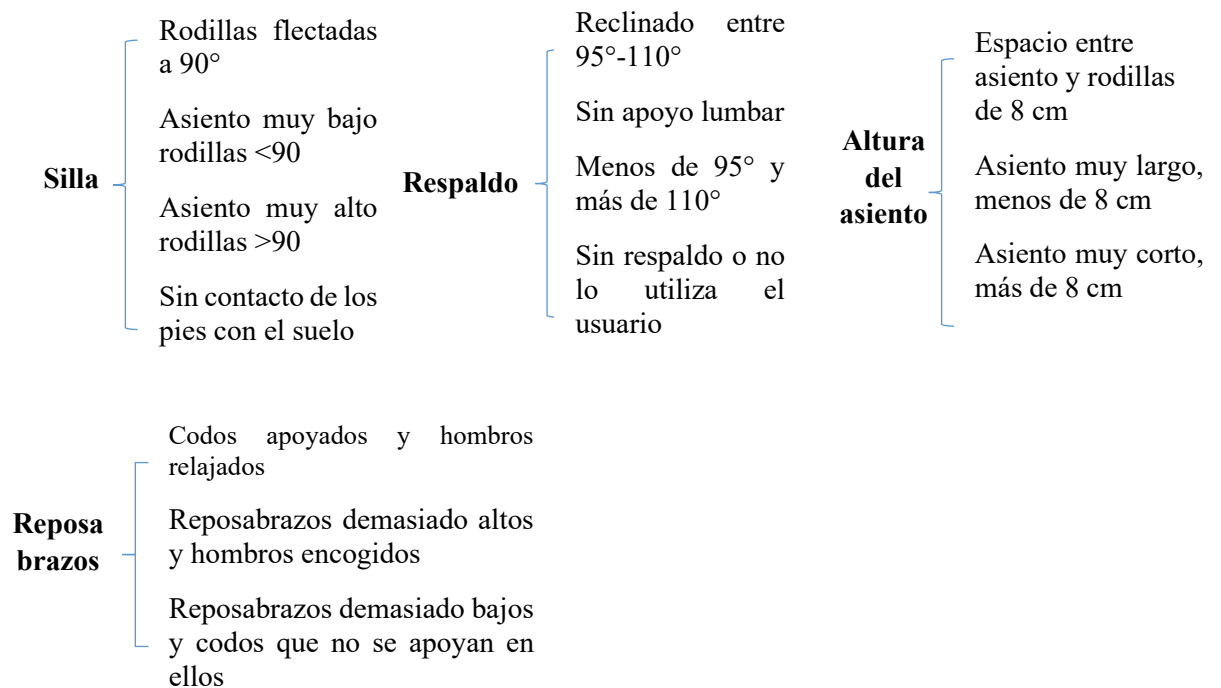 Silla
Rodillas flectadas
a 90°
Asiento muy bajo
rodillas <90
Asiento muy alto
rodillas >90
Sin contacto de los
pies con el suelo
Respaldo
Reclinado entre
95°-110°
Sin apoyo lumbar
Menos de 95° y
más de 110°
Sin respaldo o no
lo utiliza el
usuario
Altura
del
asiento
Espacio entre
asiento y rodillas
de 8 cm
Asiento muy largo,
menos de 8 cm
Asiento muy corto,
más de 8 cm
Reposa
brazos
Codos apoyados y hombros
relajados
Reposabrazos demasiado altos
y hombros encogidos
Reposabrazos demasiado bajos
y codos que no se apoyan en
ellos